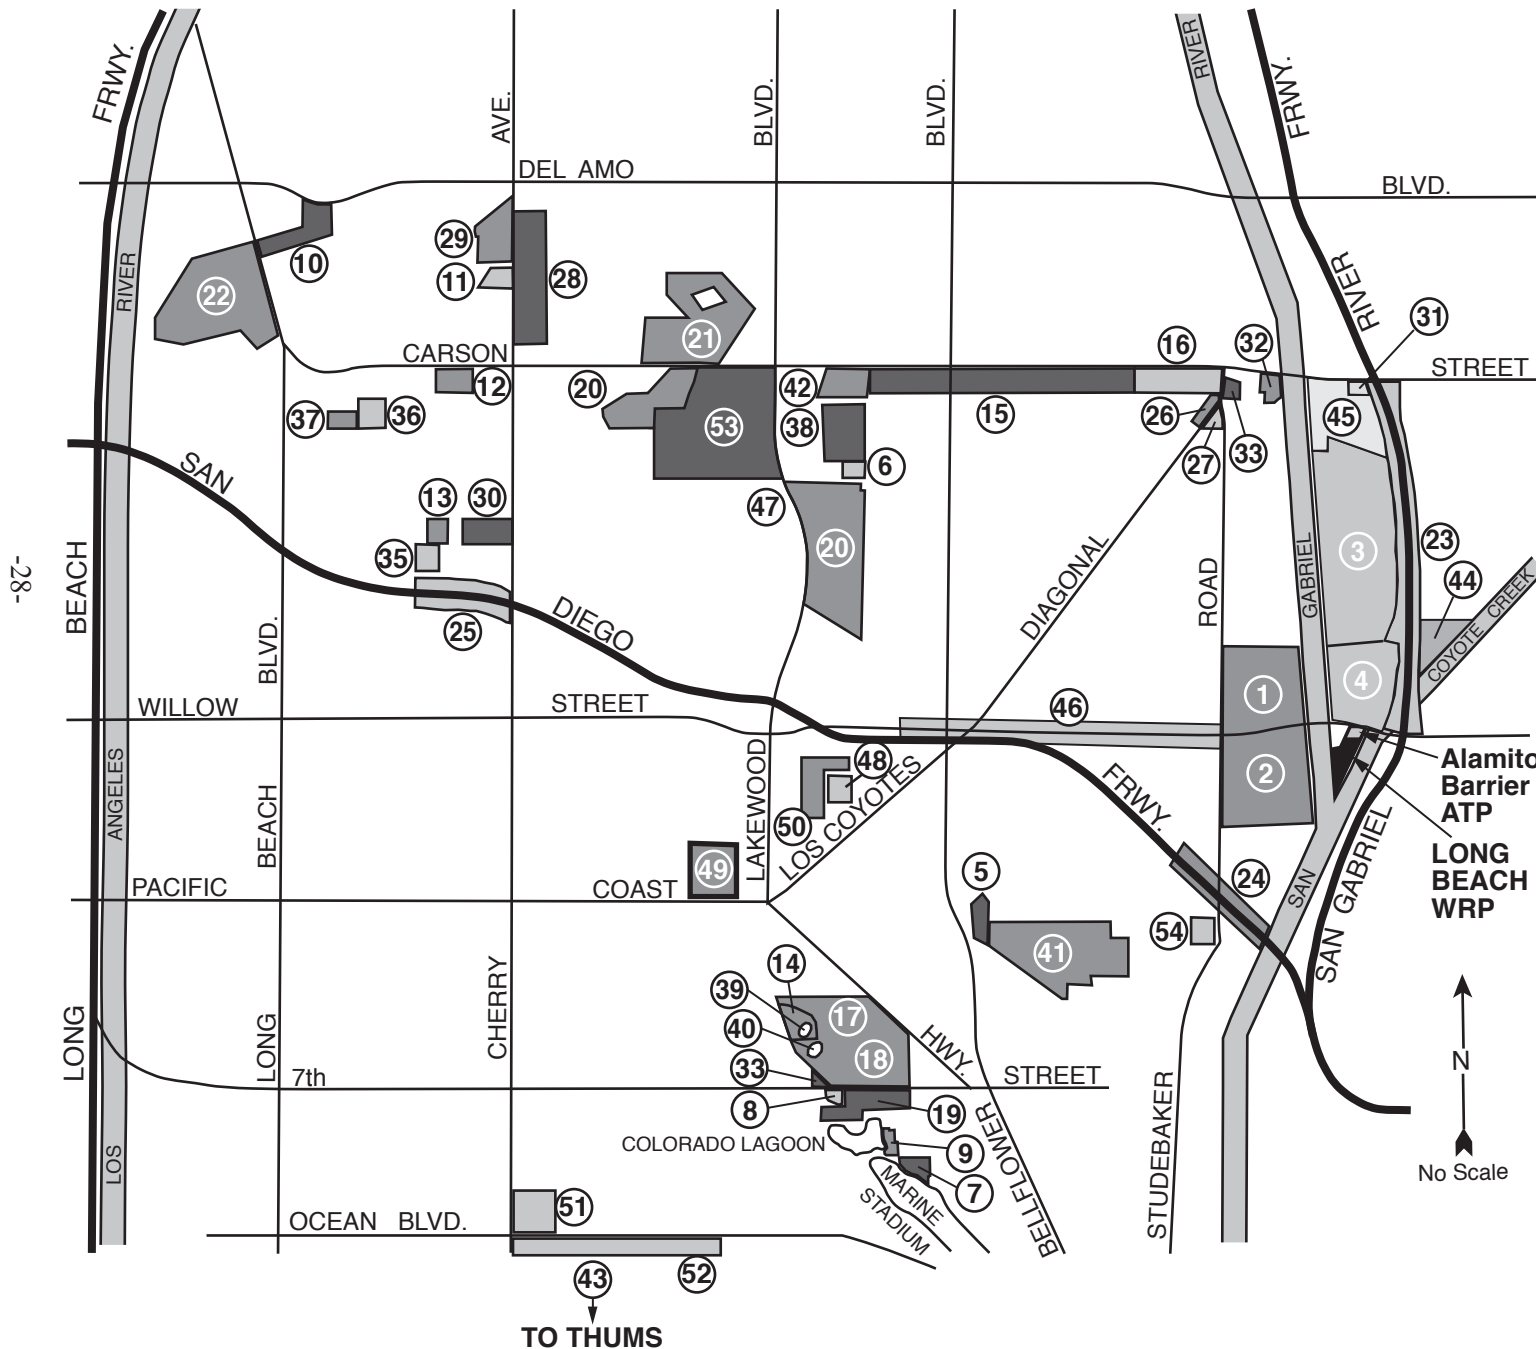 FRWY.
AVE.
BLVD.
BLVD.
RIVER
FRWY.
DEL AMO
BLVD.
29
10
11
28
22
RIVER
21
RIVER
31
32
16
CARSON
STREET
12
20
42
37
36
53
38
15
26
45
33
27
6
SAN
13
30
47
35
20
DIAGONAL
GABRIEL
3
23
44
COYOTE CREEK
-28-
BEACH
25
DIEGO
BLVD.
ROAD
1
4
WILLOW
STREET
46
ANGELES
LAKEWOOD
48
LOS COYOTES
50
FRWY.
2
Alamito
Barrier
ATP
LONG
BEACH
WRP
BEACH
49
PACIFIC
COAST
5
24
SAN
SAN GABRIEL
54
41
14
39
17
40
18
HWY.
33
LONG
LONG
CHERRY
7th
STREET
8
19
N
COLORADO LAGOON
9
7
MARINE
STADIUM
BELLFLOWER
STUDEBAKER
No Scale
LOS
51
OCEAN BLVD.
43
52
TO THUMS